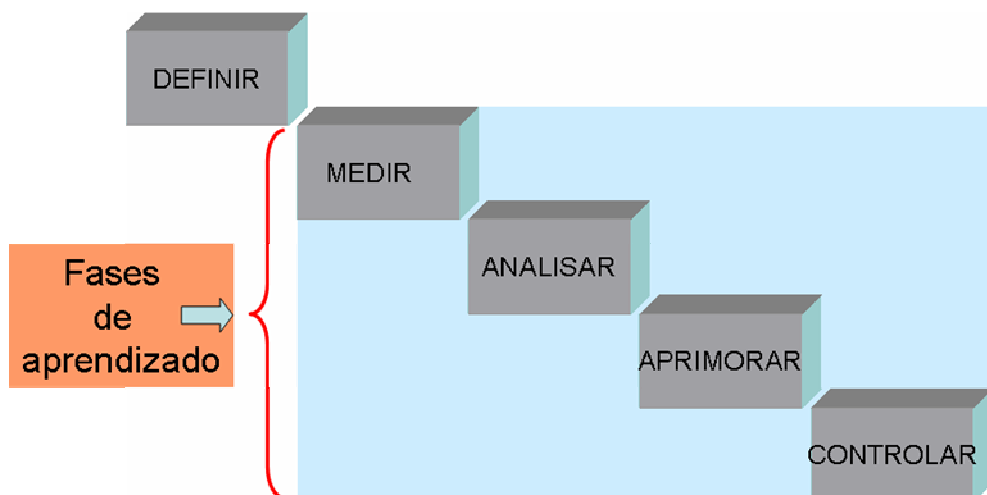 DEFINIR
MEDIR
ANALISAR
APRIMORAR
CONTROLAR
Fases
de
aprendizado